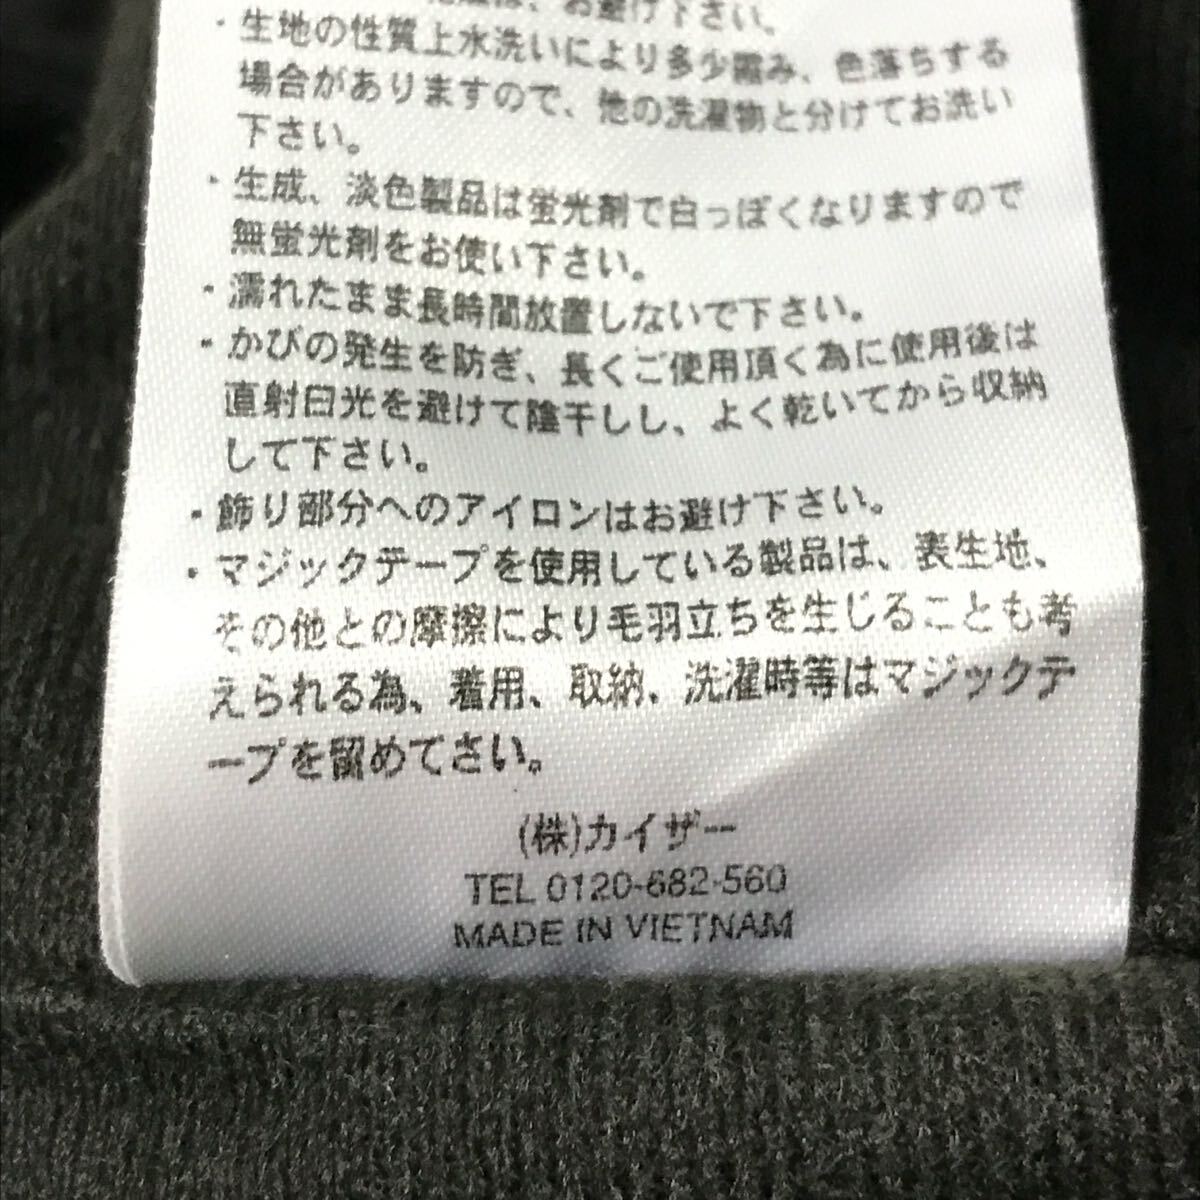 は、お避け下さい。
・生地の性質上水洗いにより多少縮み、色落ちする
場合がありますので、他の洗濯物と分けてお洗い
下さい。
・生成、淡色製品は蛍光剤で白っぽくなりますので
無蛍光剤をお使い下さい。
・濡れたまま長時間放置しないで下さい。
・かびの発生を防ぎ、長くご使用頂く為に使用後は
直射日光を避けて陰干しし、よく乾いてから収納
して下さい。
・飾り部分へのアイロンはお避け下さい。
・マジックテープを使用している製品は、表生地、
その他との摩擦により毛羽立ちを生じることも考
えられる為、着用、取納、洗濯時等はマジックテ
ープを留めて下さい。
(株)カイザー
TEL 0120-682-560
MADE IN VIETNAM